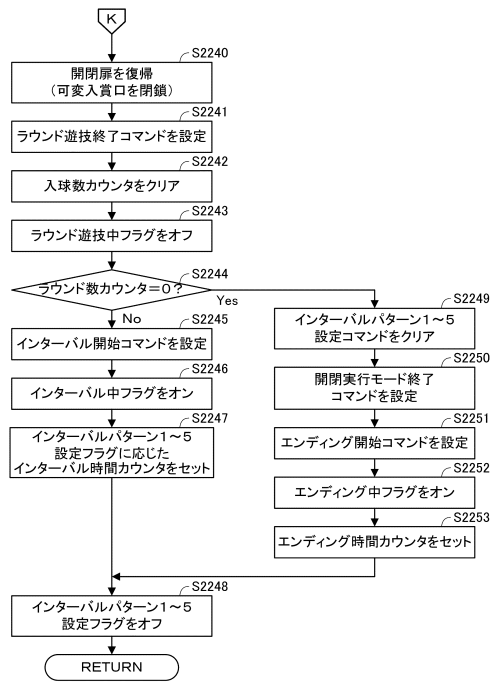 K
S2240
開閉扉を復帰
(可変入賞口を閉鎖)
S2241
ラウンド遊技終了コマンドを設定
S2242
入球数カウンタをクリア
S2243
ラウンド遊技中フラグをオフ
S2244
ラウンド数カウンタ=0?
Yes
No
S2245
インターバル開始コマンドを設定
S2246
インターバル中フラグをオン
S2247
インターバルパターン1~5
設定フラグに応じた
インターバル時間カウンタをセット
S2249
インターバルパターン1~5
設定コマンドをクリア
S2250
開閉実行モード終了
コマンドを設定
S2251
エンディング開始コマンドを設定
S2252
エンディング中フラグをオン
S2253
エンディング時間カウンタをセット
S2248
インターバルパターン1~5
設定フラグをオフ
RETURN